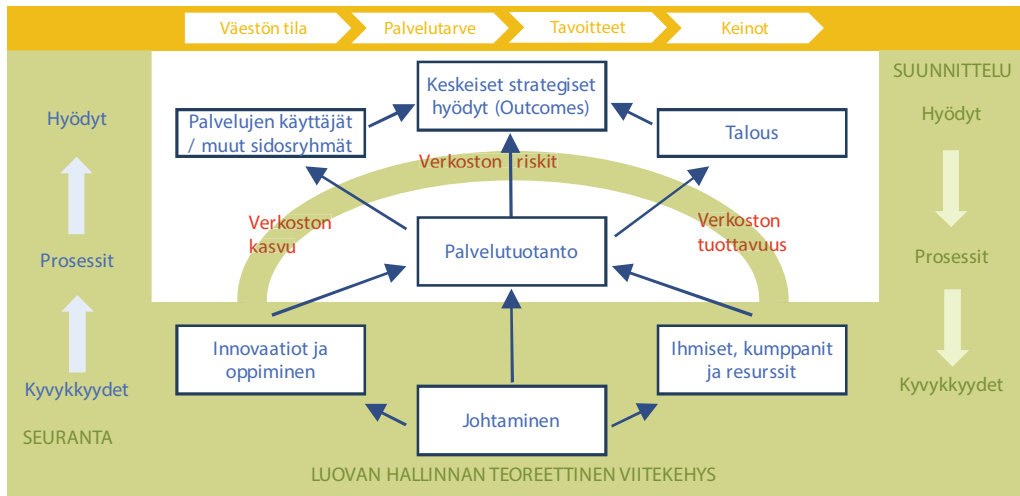 Väestön tila
Palvelutarve
Tavoitteet
Keinot
SUUNNITTELU
Hyödyt
Prosessit
Kyvykkyydet
Hyödyt
Prosessit
Kyvykkyydet
SEURANTA
Keskeiset strategiset
hyödyt (Outcomes)
Palvelujen käyttäjät
/ muut sidosryhmät
Talous
Verkoston riskit
Verkoston
kasvu
Verkoston
tuottavuus
Palvelutuotanto
Innovaatiot ja
oppiminen
Ihmiset, kumppanit
ja resurssit
Johtaminen
LUOVAN HALLINNAN TEOREETTINEN VIITEKEHYS